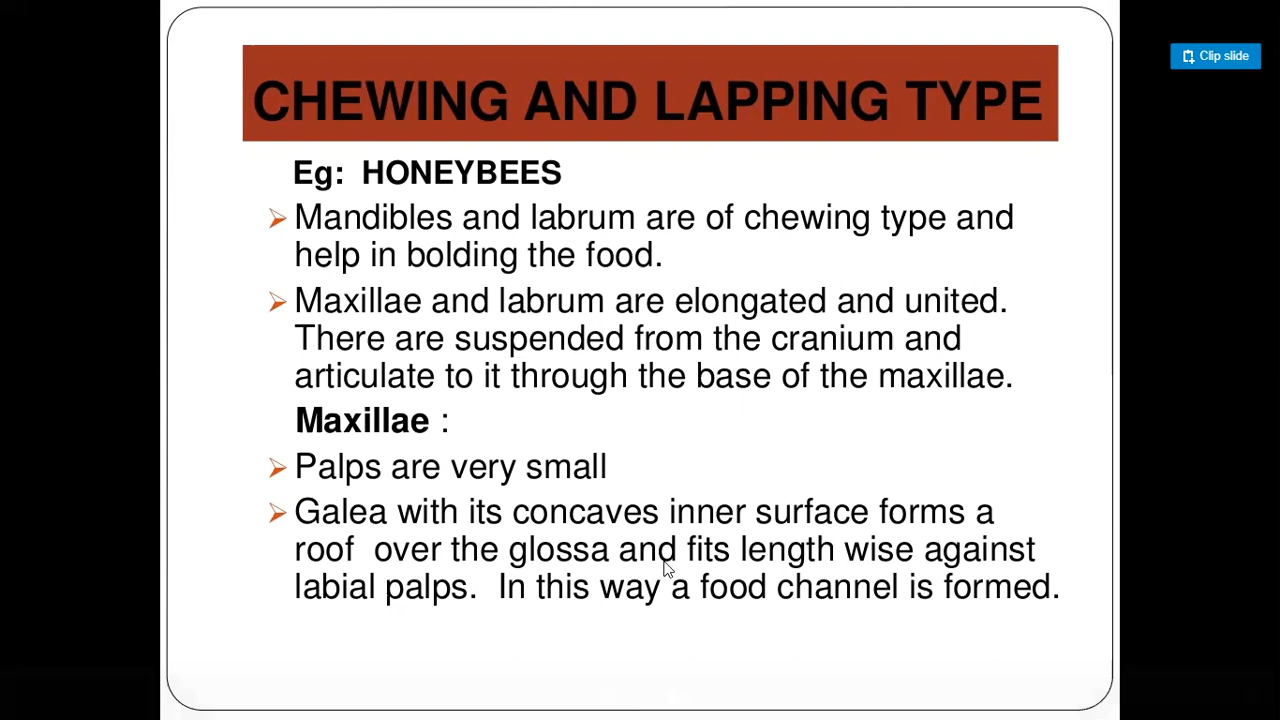 Clip slide
CHEWING AND LAPPING TYPE
Eg: HONEYBEES
➢ Mandibles and labrum are of chewing type and
help in bolding the food.
➢ Maxillae and labrum are elongated and united.
There are suspended from the cranium and
articulate to it through the base of the maxillae.
Maxillae :
➢ Palps are very small
➢ Galea with its concaves inner surface forms a
roof over the glossa and fits length wise against
labial palps. In this way a food channel is formed.